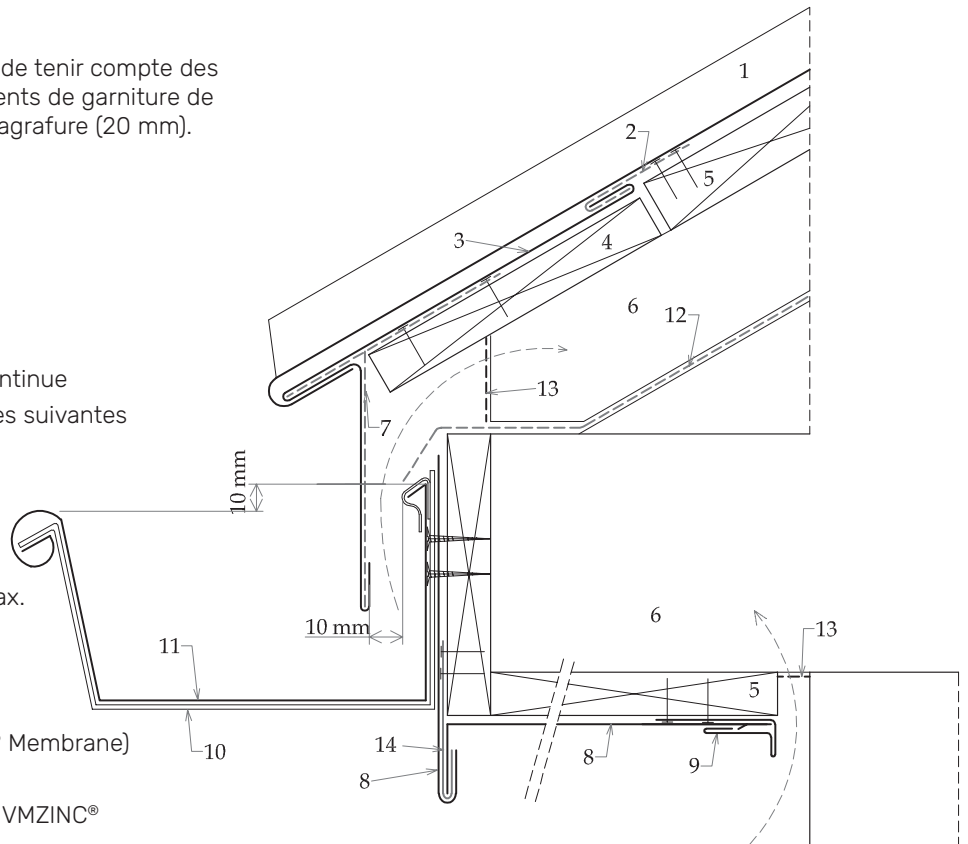 de tenir compte des
ents de garniture de
agrafure (20 mm).
ntinue
es suivantes
ax.
Membrane)
VMZINC®
1
2
5
3
4
6
12
13
7
10 mm
10 mm
6
13
11
5
10
14
8
8
9